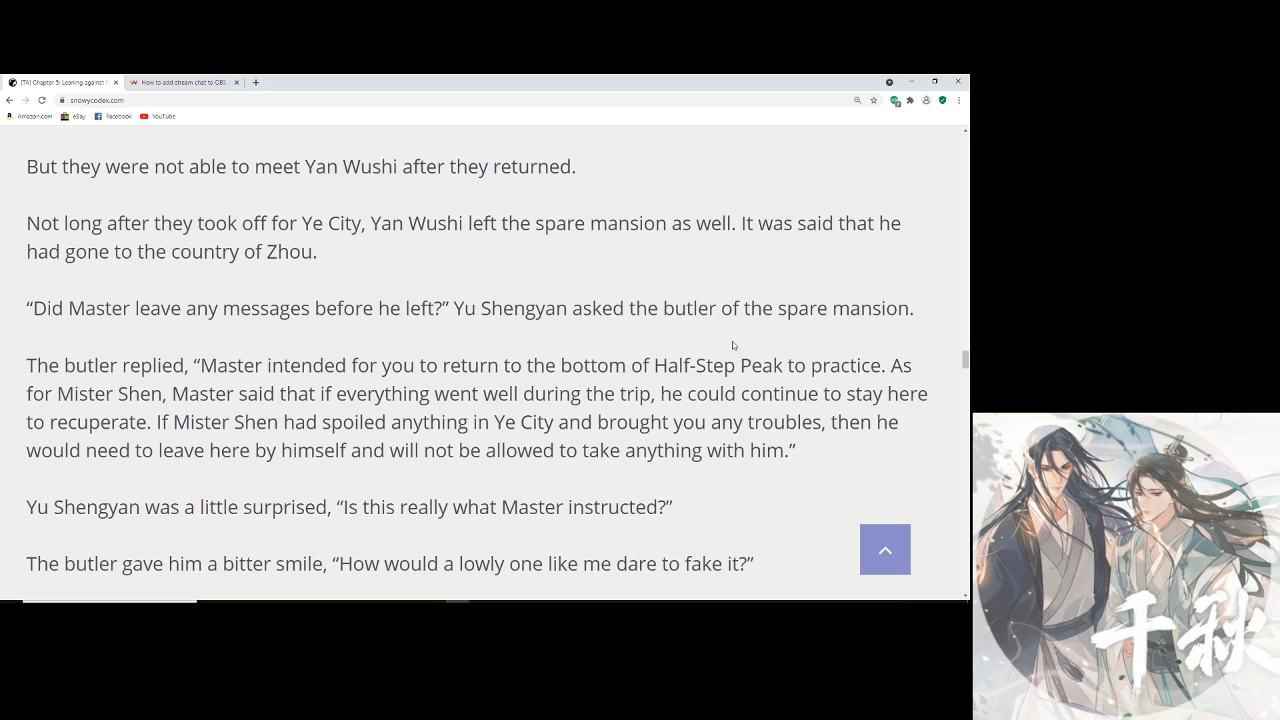 [TA] Chapter 5: Leaning against t
How to add stream chat to OBS
snowycodex.com
Amazon.com eBay Facebook YouTube
But they were not able to meet Yan Wushi after they returned.
Not long after they took off for Ye City, Yan Wushi left the spare mansion as well. It was said that he
had gone to the country of Zhou.
“Did Master leave any messages before he left?” Yu Shengyan asked the butler of the spare mansion.
The butler replied, “Master intended for you to return to the bottom of Half-Step Peak to practice. As
for Mister Shen, Master said that if everything went well during the trip, he could continue to stay here
to recuperate. If Mister Shen had spoiled anything in Ye City and brought you any troubles, then he
would need to leave here by himself and will not be allowed to take anything with him.”
Yu Shengyan was a little surprised, “Is this really what Master instructed?”
The butler gave him a bitter smile, “How would a lowly one like me dare to fake it?”
千秋